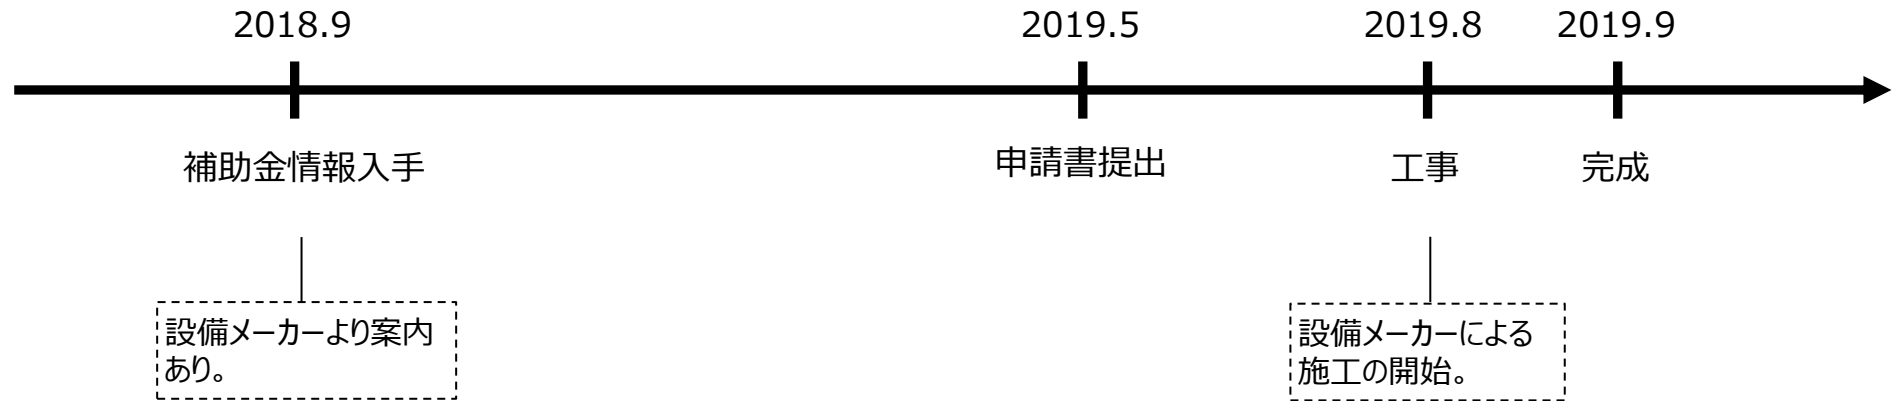 2018.9
2019.5
2019.8
2019.9
補助金情報入手
申請書提出
工事
完成
設備メーカーより案内
あり。
設備メーカーによる
施工の開始。